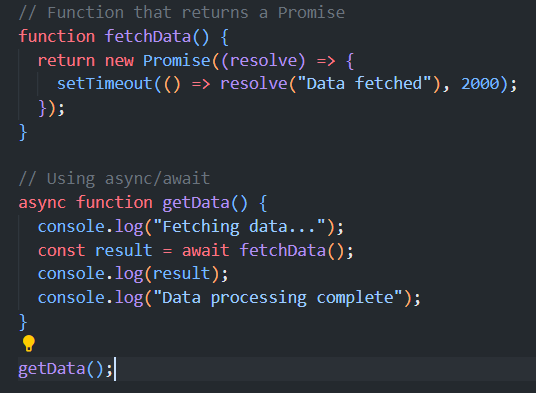 // Function that returns a Promise
function fetchData() {
  return new Promise((resolve) => {
    setTimeout(() => resolve("Data fetched"), 2000);
  });
}

// Using async/await
async function getData() {
  console.log("Fetching data...");
  const result = await fetchData();
  console.log(result);
  console.log("Data processing complete");
}

getData();